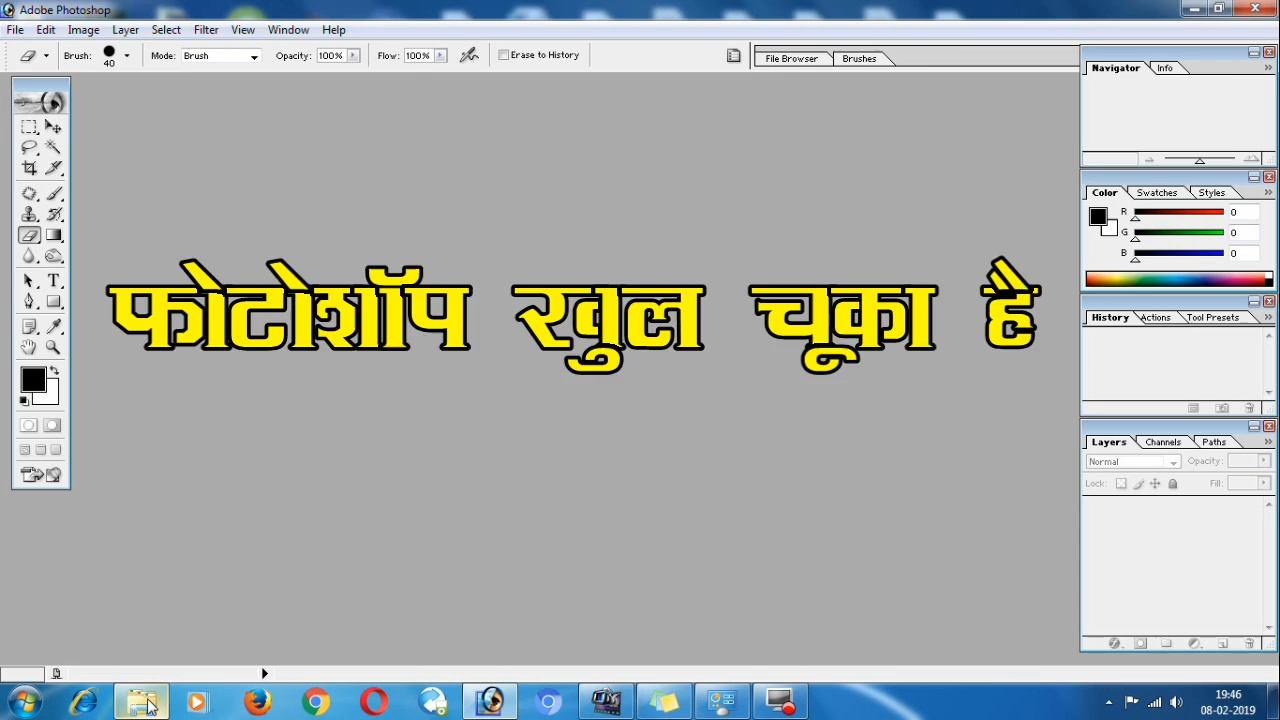 Adobe Photoshop
File Edit Image Layer Select Filter View Window Help
Brush: 40 Mode: Brush Opacity: 100% Flow: 100% Erase to History File Browser Brushes
Navigator Info
Color Swatches Styles
R 0
G 0
B 0
फोटोशॉप खुल चूका है
History Actions Tool Presets
Layers Channels Paths
Normal Opacity:
Lock: Fill:
19:46
08-02-2019